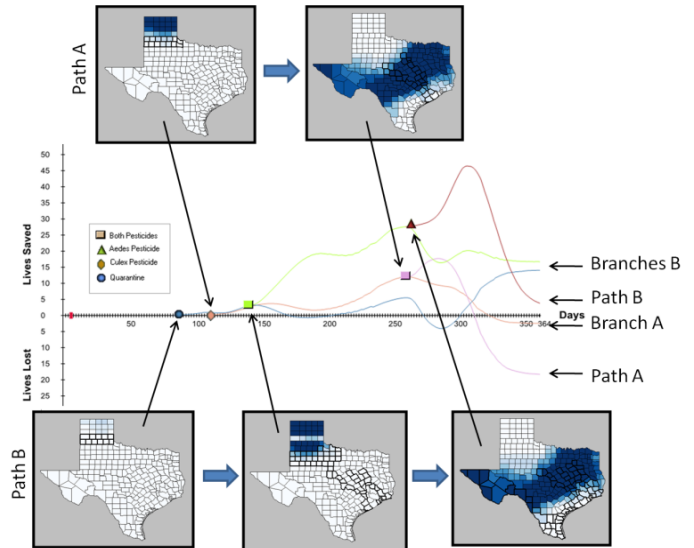 Path A
50
45
40
35
30
25
20
15
10
5
0
5
10
15
20
25
Lives Saved
Lives Lost
Both Pesticides
Aedes Pesticide
Culex Pesticide
Quarantine
50
100
150
200
250
300
350
364
Days
Branches B
Path B
Branch A
Path A
Path B